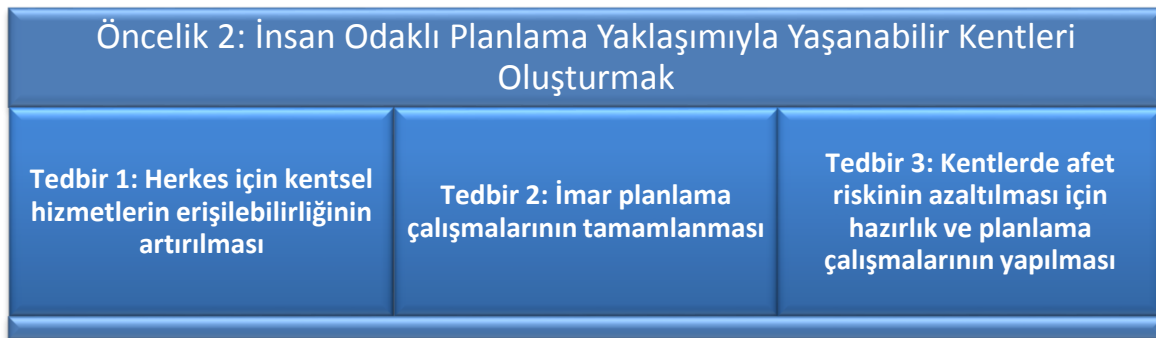 Öncelik 2: İnsan Odaklı Planlama Yaklaşımıyla Yaşanabilir Kentleri
Oluşturmak
Tedbir 1: Herkes için kentsel
hizmetlerin erişilebilirliğinin
artırılması
Tedbir 2: İmar planlama
çalışmalarının tamamlanması
Tedbir 3: Kentlerde afet
riskinin azaltılması için
hazırlık ve planlama
çalışmalarının yapılması